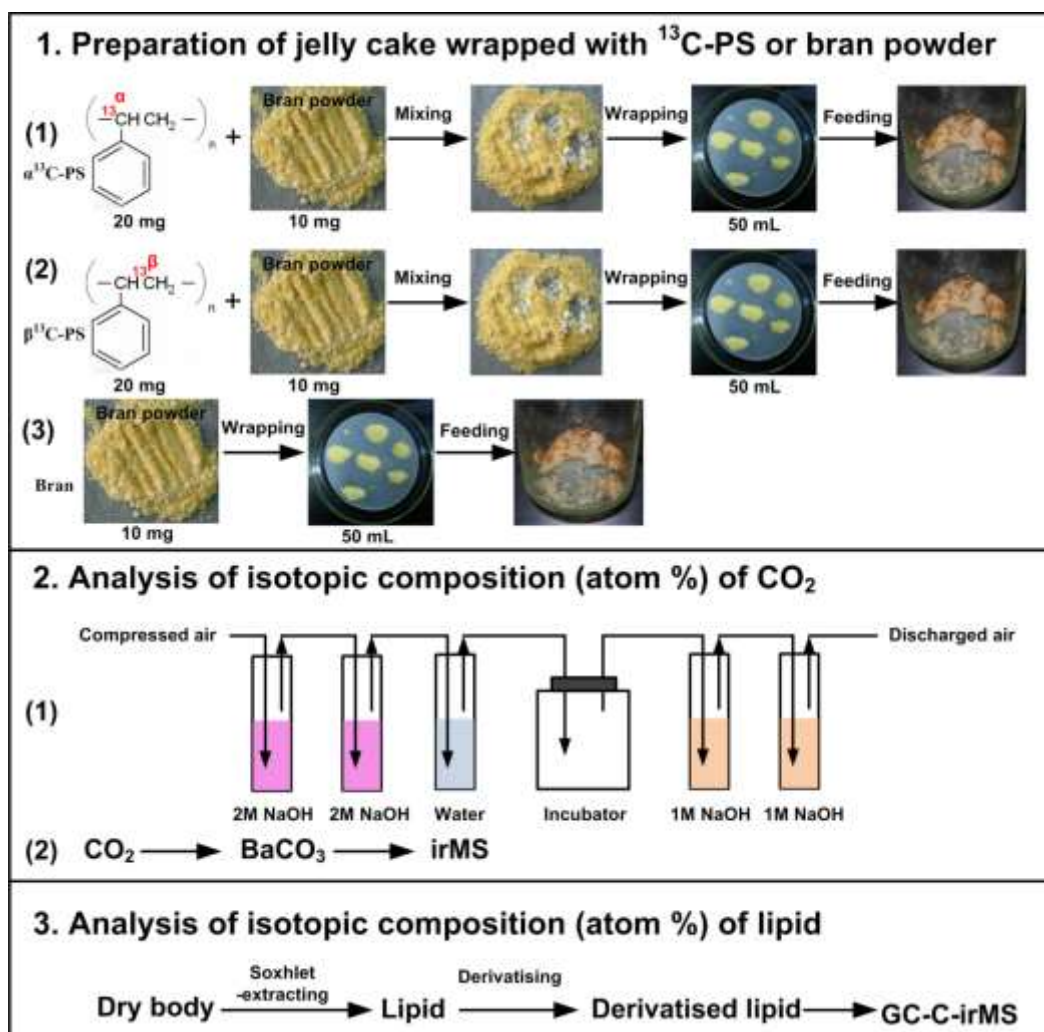 1. Preparation of jelly cake wrapped with ¹³C-PS or bran powder
(1)
α
13
CH CH₂
n
α¹³C-PS
20 mg
+
Bran powder
10 mg
Mixing
Wrapping
50 mL
Feeding
(2)
β
13
CH CH₂
n
β¹³C-PS
20 mg
+
Bran powder
10 mg
Mixing
Wrapping
50 mL
Feeding
(3)
Bran
Bran powder
10 mg
Wrapping
50 mL
Feeding
2. Analysis of isotopic composition (atom %) of CO₂
Compressed air
Discharged air
(1)
2M NaOH 2M NaOH Water Incubator 1M NaOH 1M NaOH
(2) CO₂ BaCO₃ irMS
3. Analysis of isotopic composition (atom %) of lipid
Soxhlet
-extracting
Derivatising
Dry body Lipid Derivatised lipid GC-C-irMS